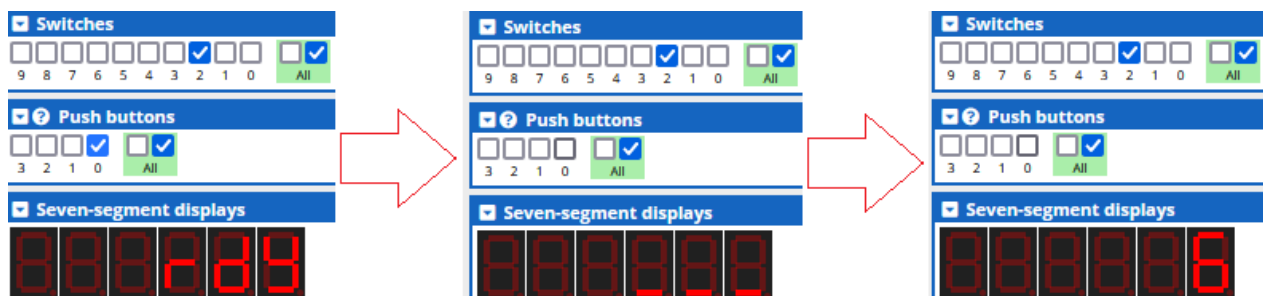 Switches
9 8 7 6 5 4 3 2 1 0 All
Push buttons
3 2 1 0 All
Seven-segment displays
rdy
Switches
9 8 7 6 5 4 3 2 1 0 All
Push buttons
3 2 1 0 All
Seven-segment displays
___
Switches
9 8 7 6 5 4 3 2 1 0 All
Push buttons
3 2 1 0 All
Seven-segment displays
6